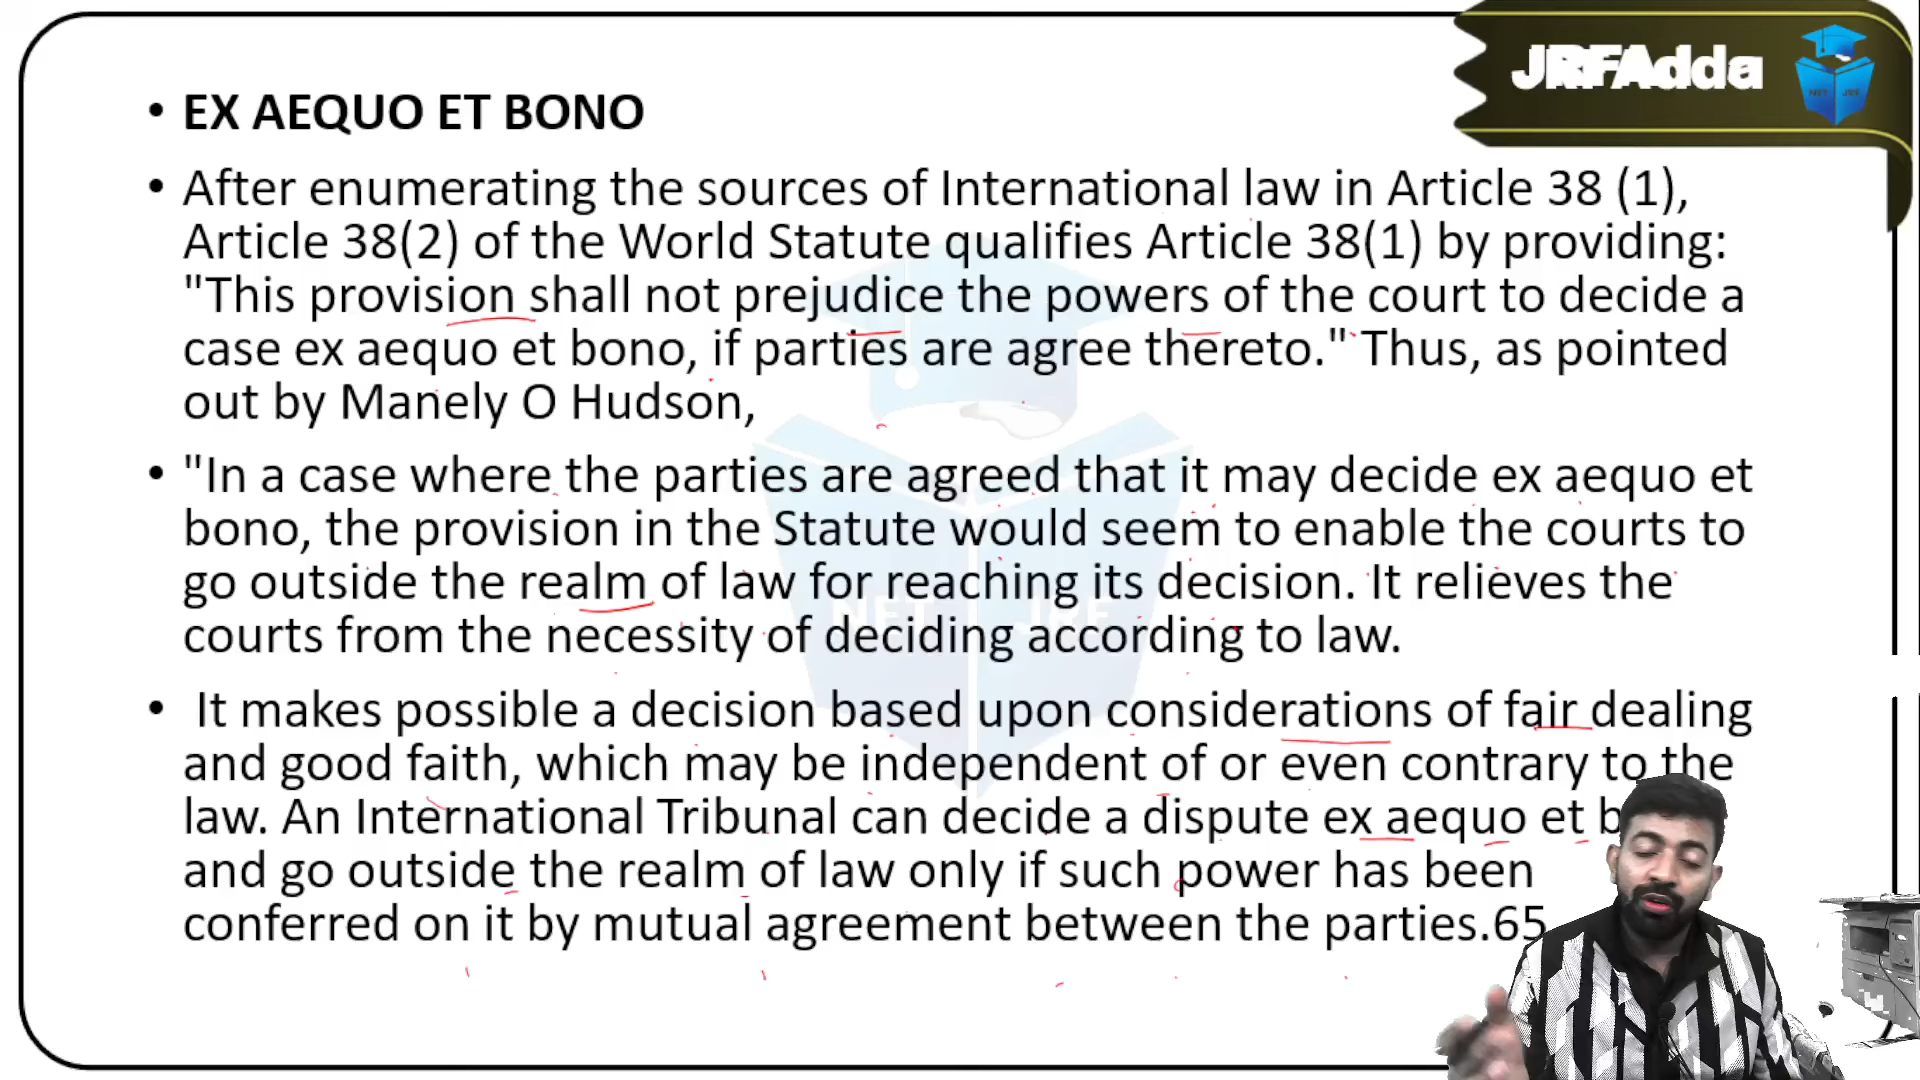 JRFAdda
NET JRF
• EX AEQUO ET BONO
• After enumerating the sources of International law in Article 38 (1),
Article 38(2) of the World Statute qualifies Article 38(1) by providing:
"This provision shall not prejudice the powers of the court to decide a
case ex aequo et bono, if parties are agree thereto." Thus, as pointed
out by Manely O Hudson,
• "In a case where the parties are agreed that it may decide ex aequo et
bono, the provision in the Statute would seem to enable the courts to
go outside the realm of law for reaching its decision. It relieves the
courts from the necessity of deciding according to law.
• It makes possible a decision based upon considerations of fair dealing
and good faith, which may be independent of or even contrary to the
law. An International Tribunal can decide a dispute ex aequo et
and go outside the realm of law only if such power has been
conferred on it by mutual agreement between the parties.65
NET JRF